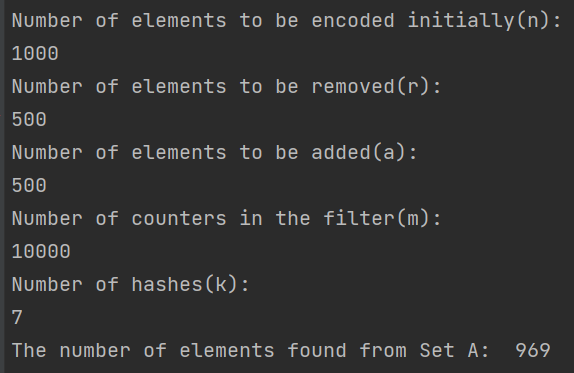 Number of elements to be encoded initially(n):
1000
Number of elements to be removed(r):
500
Number of elements to be added(a):
500
Number of counters in the filter(m):
10000
Number of hashes(k):
7
The number of elements found from Set A:  969